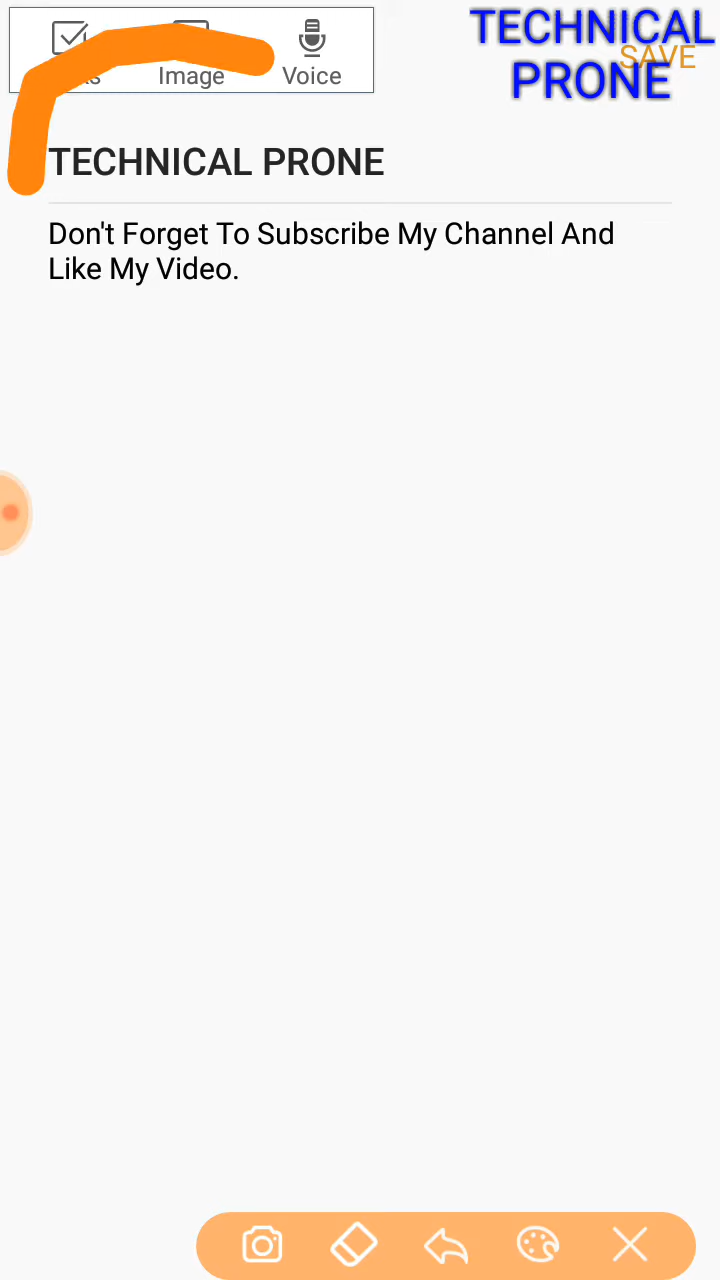 Image
Voice
TECHNICAL
SAVE
PRONE
TECHNICAL PRONE
Don't Forget To Subscribe My Channel And
Like My Video.